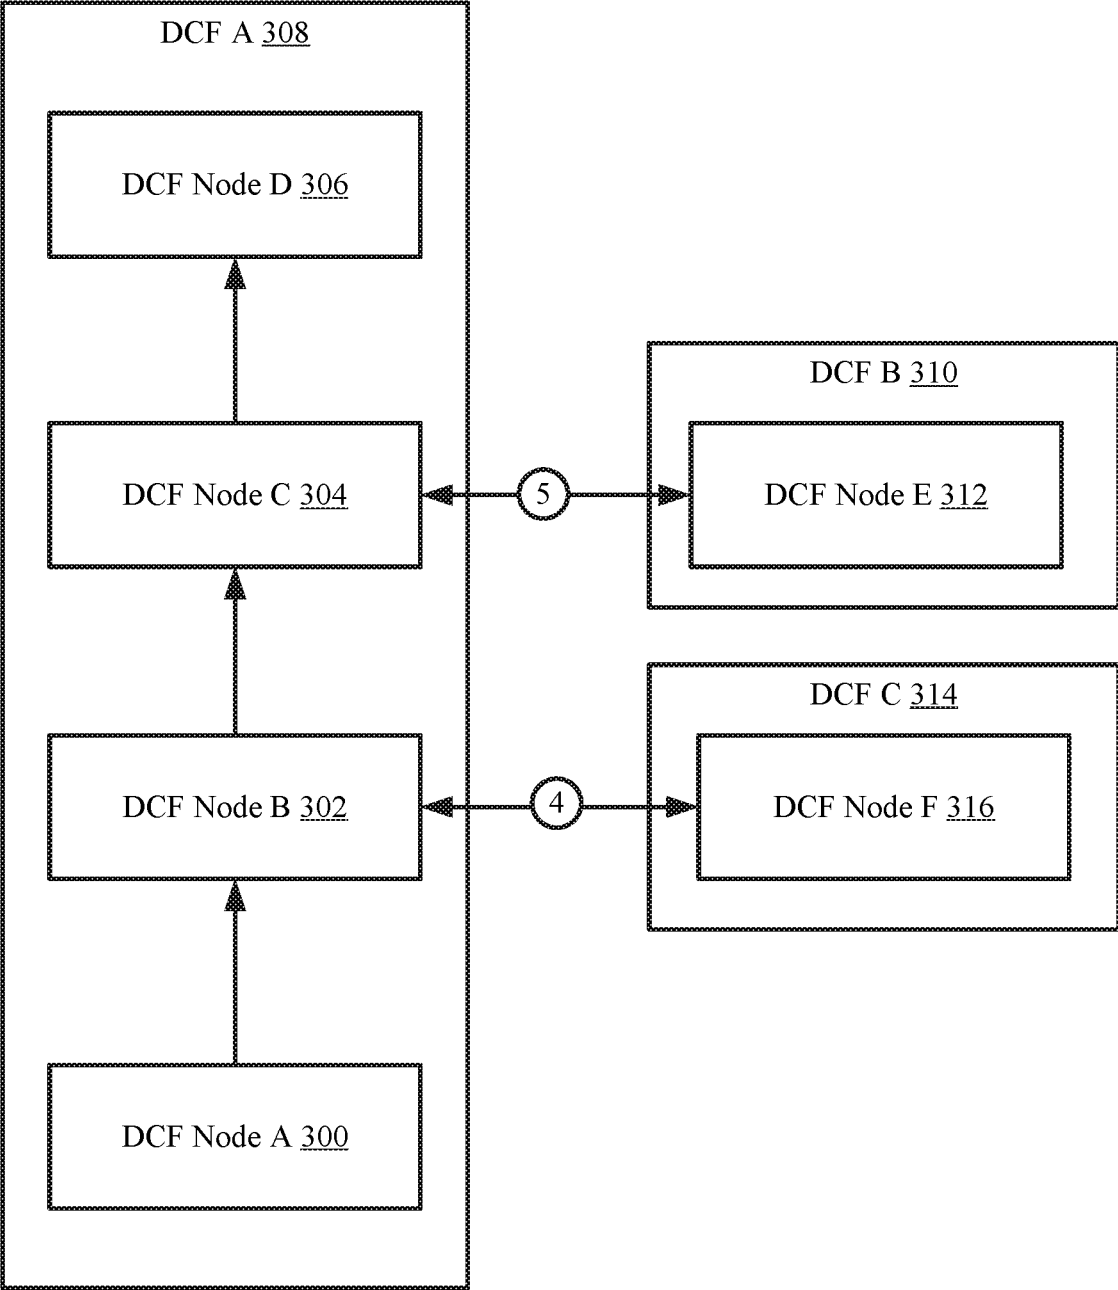 DCF A 308
DCF Node D 306
DCF B 310
DCF Node C 304
5
DCF Node E 312
DCF C 314
DCF Node B 302
4
DCF Node F 316
DCF Node A 300